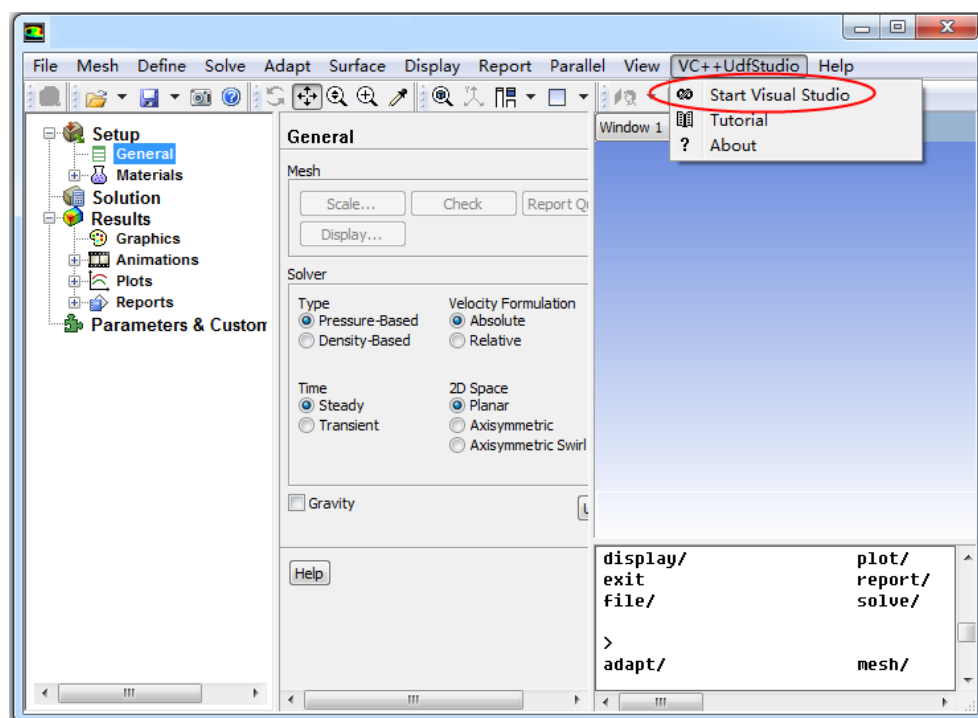 File Mesh Define Solve Adapt Surface Display Report Parallel View VC++UdfStudio Help
Start Visual Studio
Tutorial
? About
Setup
General
Materials
Solution
Results
Graphics
Animations
Plots
Reports
Parameters & Custom
General
Mesh
Scale... Check Report Qu
Display...
Solver
Type Velocity Formulation
Pressure-Based Absolute
Density-Based Relative
Time 2D Space
Steady Planar
Transient Axisymmetric
Axisymmetric Swirl
Gravity
Help
Window 1
display/ plot/
exit report/
file/ solve/
>
adapt/ mesh/